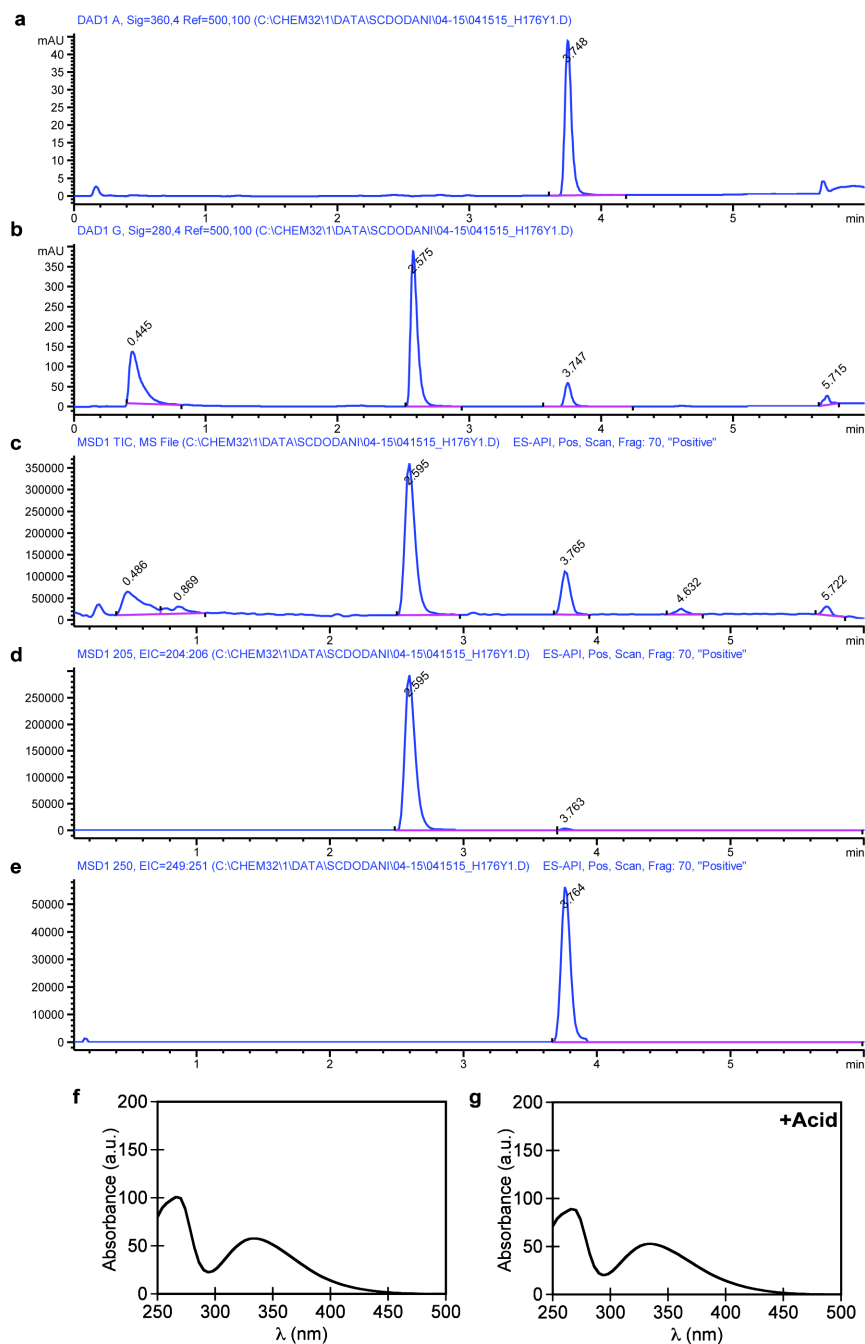 a
DAD1 A, Sig=360,4 Ref=500,100 (C:\CHEM32\1\DATA\SCDODANI\04-15\041515_H176Y1.D)
mAU
40
35
30
25
20
15
10
5
0
3.748
0 1 2 3 4 5 min
b
DAD1 G, Sig=280,4 Ref=500,100 (C:\CHEM32\1\DATA\SCDODANI\04-15\041515_H176Y1.D)
mAU
350
300
250
200
150
100
50
0
0.445
2.575
3.747
5.715
0 1 2 3 4 5 min
c
MSD1 TIC, MS File (C:\CHEM32\1\DATA\SCDODANI\04-15\041515_H176Y1.D) ES-API, Pos, Scan, Frag: 70, "Positive"
350000
300000
250000
200000
150000
100000
50000
0
0.486
0.869
2.595
3.765
4.632
5.722
1 2 3 4 5 min
d
MSD1 205, EIC=204:206 (C:\CHEM32\1\DATA\SCDODANI\04-15\041515_H176Y1.D) ES-API, Pos, Scan, Frag: 70, "Positive"
250000
200000
150000
100000
50000
0
2.595
3.763
1 2 3 4 5 min
e
MSD1 250, EIC=249:251 (C:\CHEM32\1\DATA\SCDODANI\04-15\041515_H176Y1.D) ES-API, Pos, Scan, Frag: 70, "Positive"
50000
40000
30000
20000
10000
0
3.764
1 2 3 4 5 min
f
Absorbance (a.u.)
200
150
100
50
0
250 300 350 400 450 500
λ (nm)
g
+Acid
Absorbance (a.u.)
200
150
100
50
0
250 300 350 400 450 500
λ (nm)